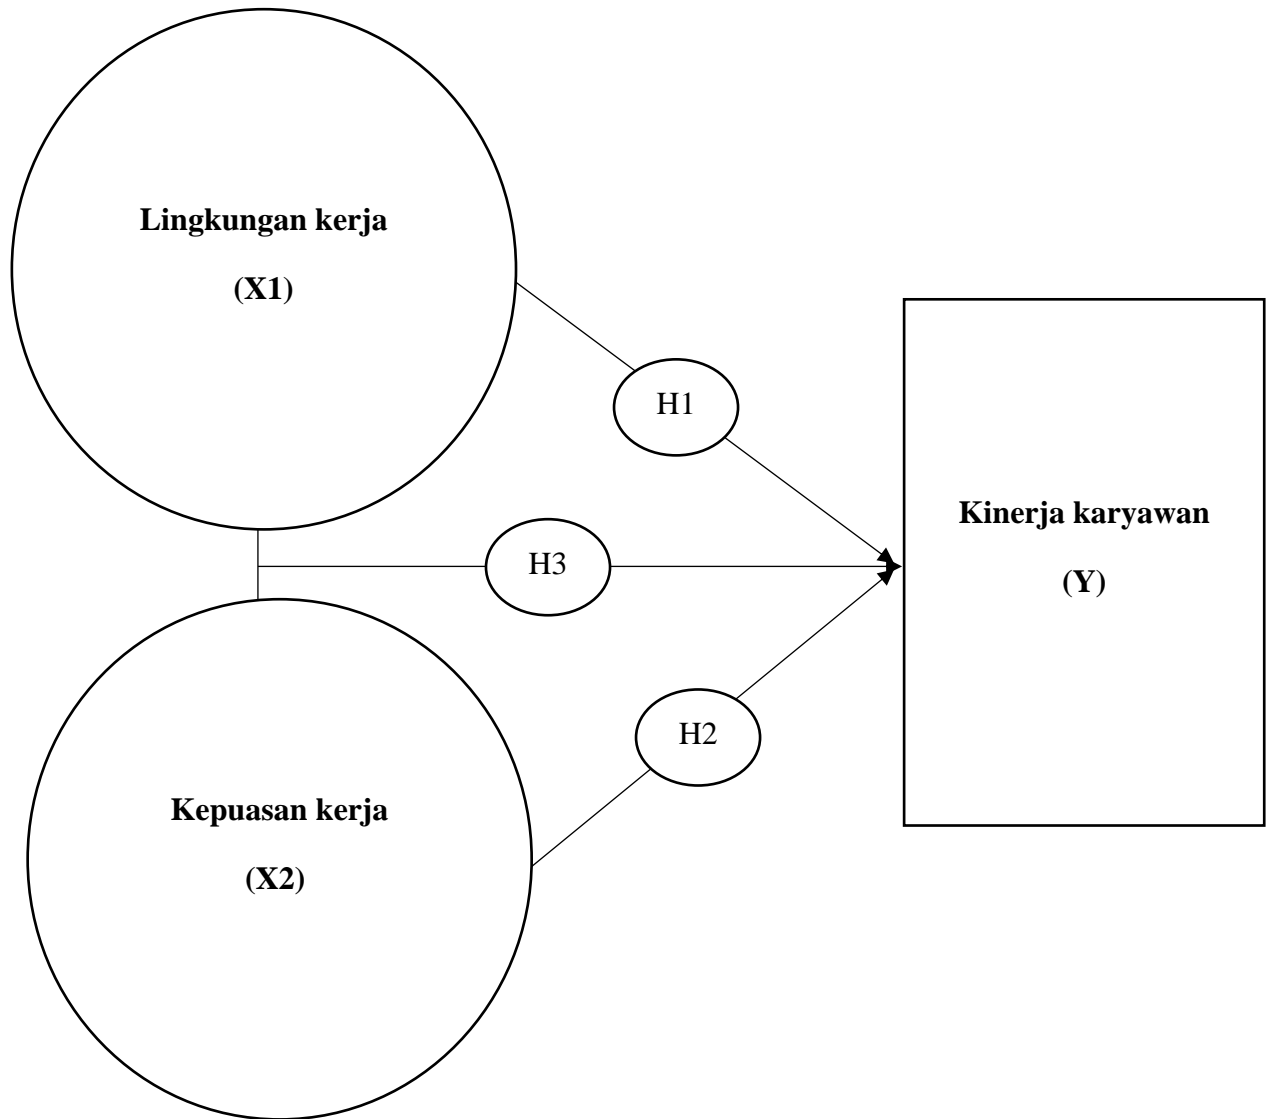 Lingkungan kerja
(X1)
H1
Kinerja karyawan
(Y)
H3
H2
Kepuasan kerja
(X2)